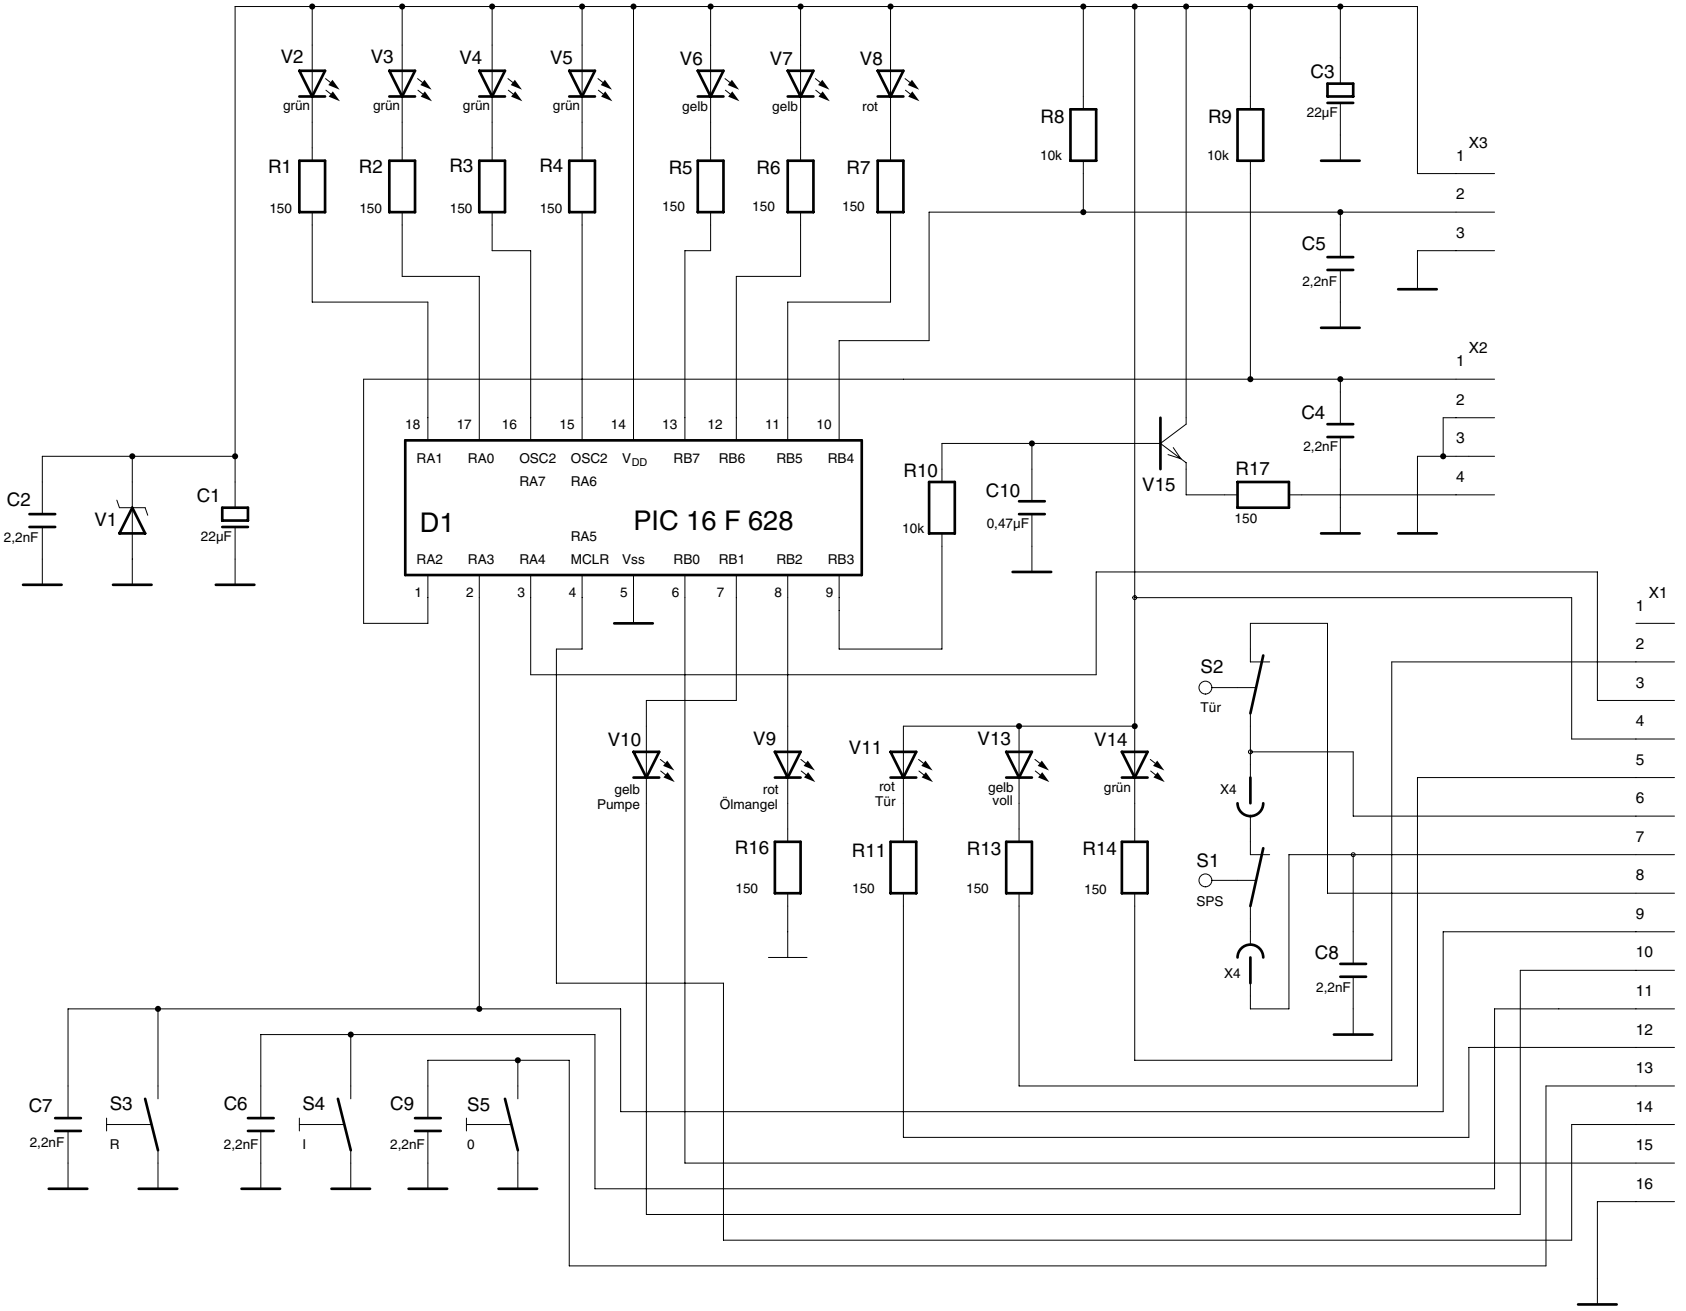 V2 V3 V4 V5 V6 V7 V8
grün grün grün grün gelb gelb rot
C3
22µF
R1 R2 R3 R4 R5 R6 R7
150 150 150 150 150 150 150
R8
10k
R9
10k
X3
1
2
3
C5
2,2nF
X2
1
2
3
4
C4
2,2nF
18 17 16 15 14 13 12 11 10
RA1 RA0 OSC2 OSC2 VDD RB7 RB6 RB5 RB4
RA7 RA6
D1 PIC 16 F 628
RA5
RA2 RA3 RA4 MCLR Vss RB0 RB1 RB2 RB3
1 2 3 4 5 6 7 8 9
C2
2,2nF
V1
C1
22µF
R10
10k
C10
0,47µF
V15
R17
150
X1
1
2
3
4
5
6
7
8
9
10
11
12
13
14
15
16
S2
Tür
X4
S1
SPS
X4
C8
2,2nF
V10
gelb
Pumpe
V9
rot
Ölmangel
V11
rot
Tür
V13
gelb
voll
V14
grün
R16
150
R11
150
R13
150
R14
150
C7
2,2nF
S3
R
C6
2,2nF
S4
I
C9
2,2nF
S5
0